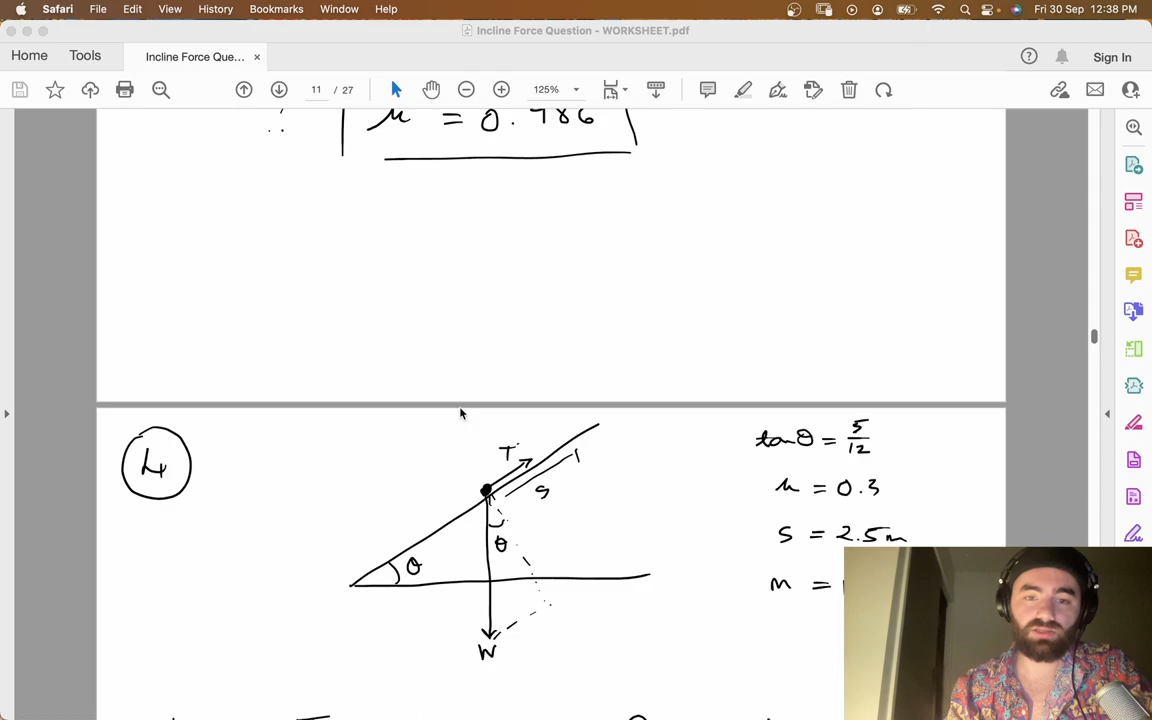 Safari File Edit View History Bookmarks Window Help Fri 30 Sep 12:38 PM
Incline Force Question - WORKSHEET.pdf
Home Tools Incline Force Que... × Sign In
11 / 27 125%
∴ μ = 0.786
4
T
s
θ
θ
W
tanθ = 5/12
μ = 0.3
s = 2.5m
m =